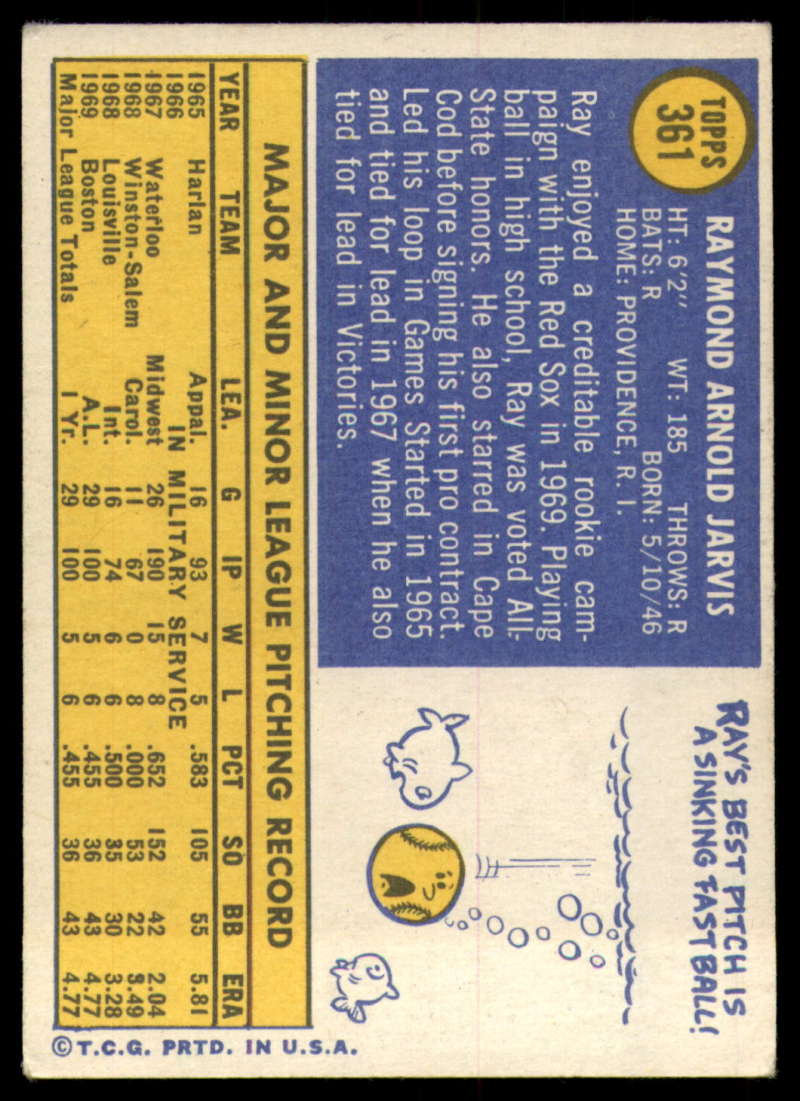 TOPPS
361
RAYMOND ARNOLD JARVIS
HT: 6'2" WT: 185 THROWS: R
BATS: R BORN: 5/10/46
HOME: PROVIDENCE, R. I.
Ray enjoyed a creditable rookie cam-
paign with the Red Sox in 1969. Playing
ball in high school, Ray was voted All-
State honors. He also starred in Cape
Cod before signing his first pro contract.
Led his loop in Games Started in 1965
and tied for lead in 1967 when he also
tied for lead in Victories.
RAY'S BEST PITCH IS
A SINKING FASTBALL!
MAJOR AND MINOR LEAGUE PITCHING RECORD
YEAR TEAM LEA. G IP W L PCT SO BB ERA
1965 Harlan Appal. 16 93 7 5 .583 105 55 5.81
1966 IN MILITARY SERVICE
1967 Waterloo Midwest 26 190 15 8 .652 152 42 2.04
1968 Winston-Salem Carol. 11 67 0 8 .000 53 22 3.49
1968 Louisville Int. 16 74 6 6 .500 35 30 3.28
1969 Boston A.L. 29 100 5 6 .455 36 43 4.77
Major League Totals 1 Yr. 29 100 5 6 .455 36 43 4.77
© T.C.G. PRTD. IN U.S.A.